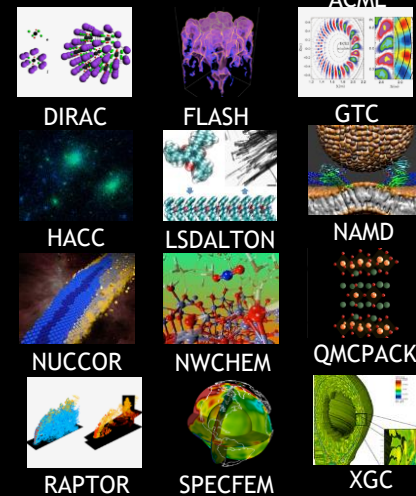 ACME
DIRAC
FLASH
GTC
HACC
LSDALTON
NAMD
NUCCOR
NWCHEM
QMCPACK
RAPTOR
SPECFEM
XGC